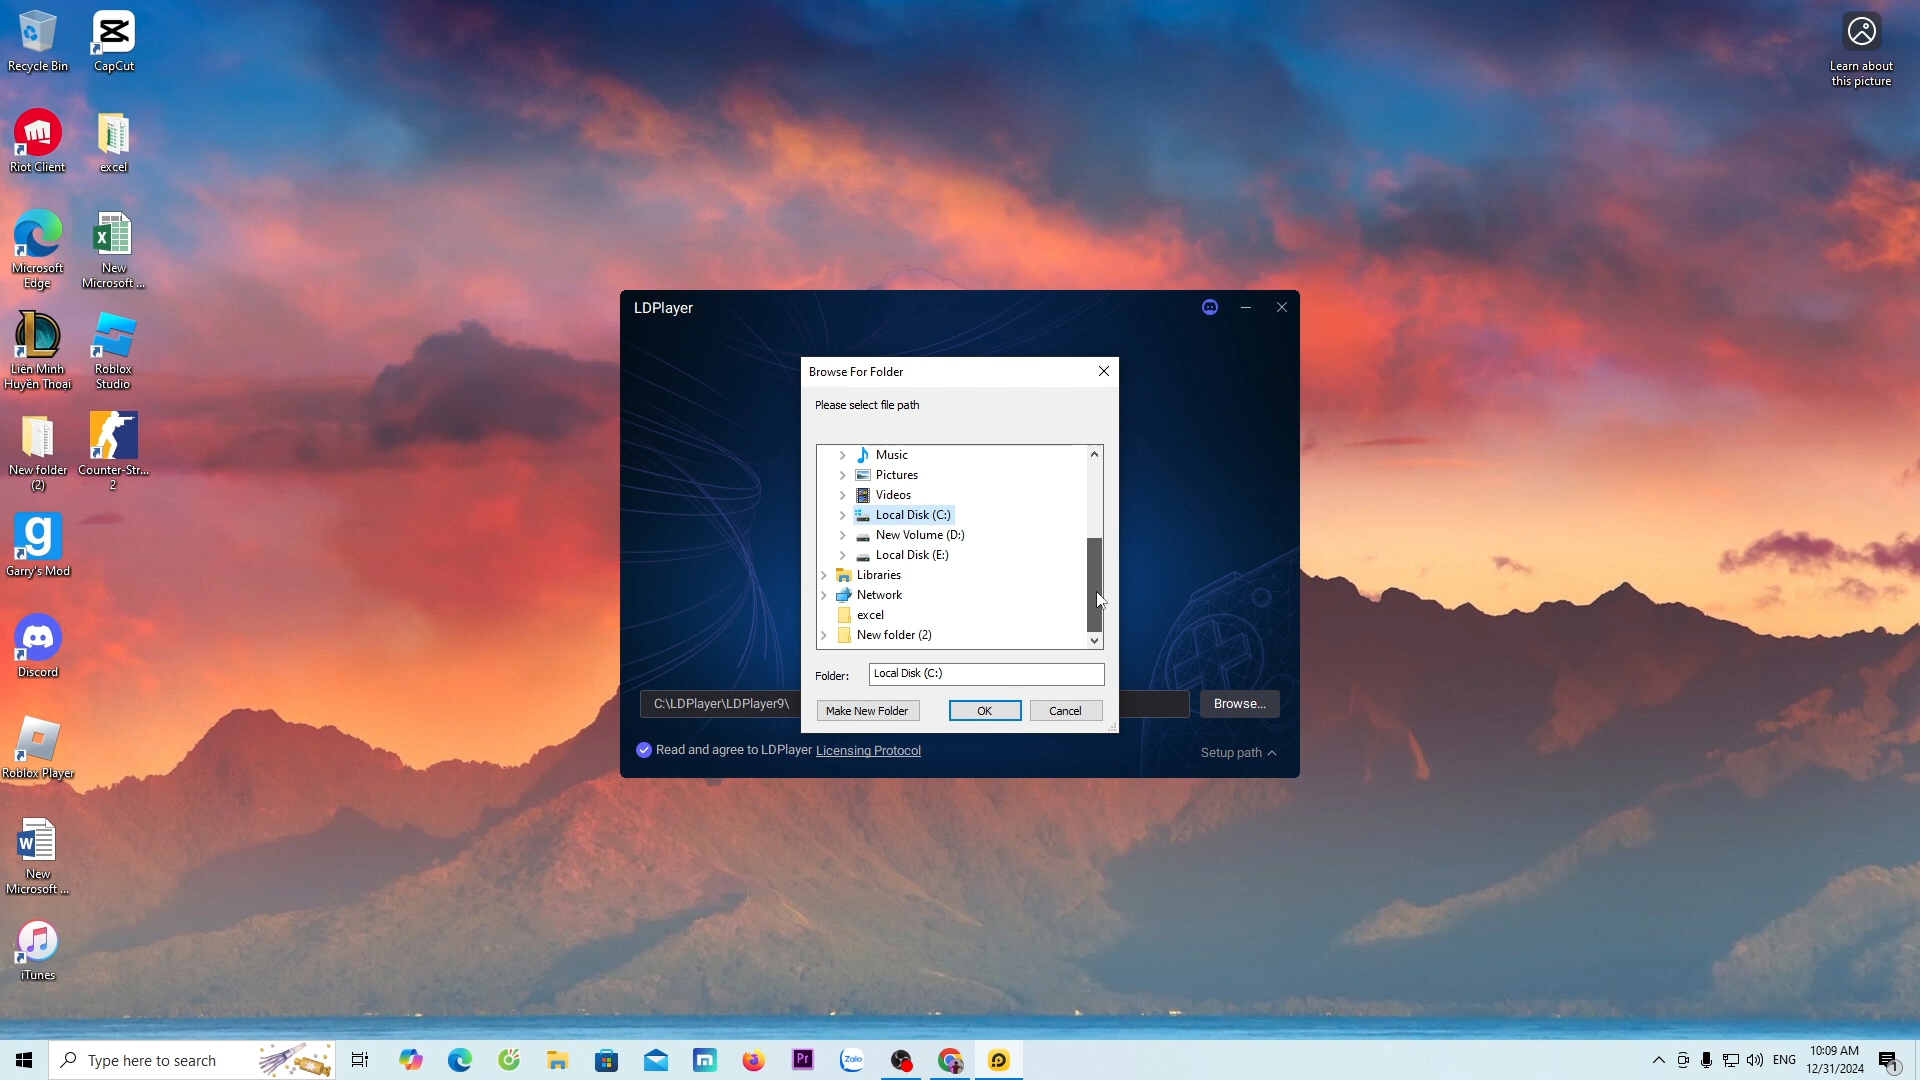 Recycle Bin
CapCut
Learn about
this picture
Riot Client
excel
Microsoft
Edge
New
Microsoft ...
Liên Minh
Huyền Thoại
Roblox
Studio
New folder
(2)
Counter-Str...
2
Garry's Mod
Discord
Roblox Player
New
Microsoft ...
iTunes
LDPlayer
Browse For Folder
Please select file path
Music
Pictures
Videos
Local Disk (C:)
New Volume (D:)
Local Disk (E:)
Libraries
Network
excel
New folder (2)
Folder:
Local Disk (C:)
Make New Folder
OK
Cancel
C:\LDPlayer\LDPlayer9\
Browse...
Read and agree to LDPlayer Licensing Protocol
Setup path
Type here to search
Pr
Zalo
ENG
10:09 AM
12/31/2024
1